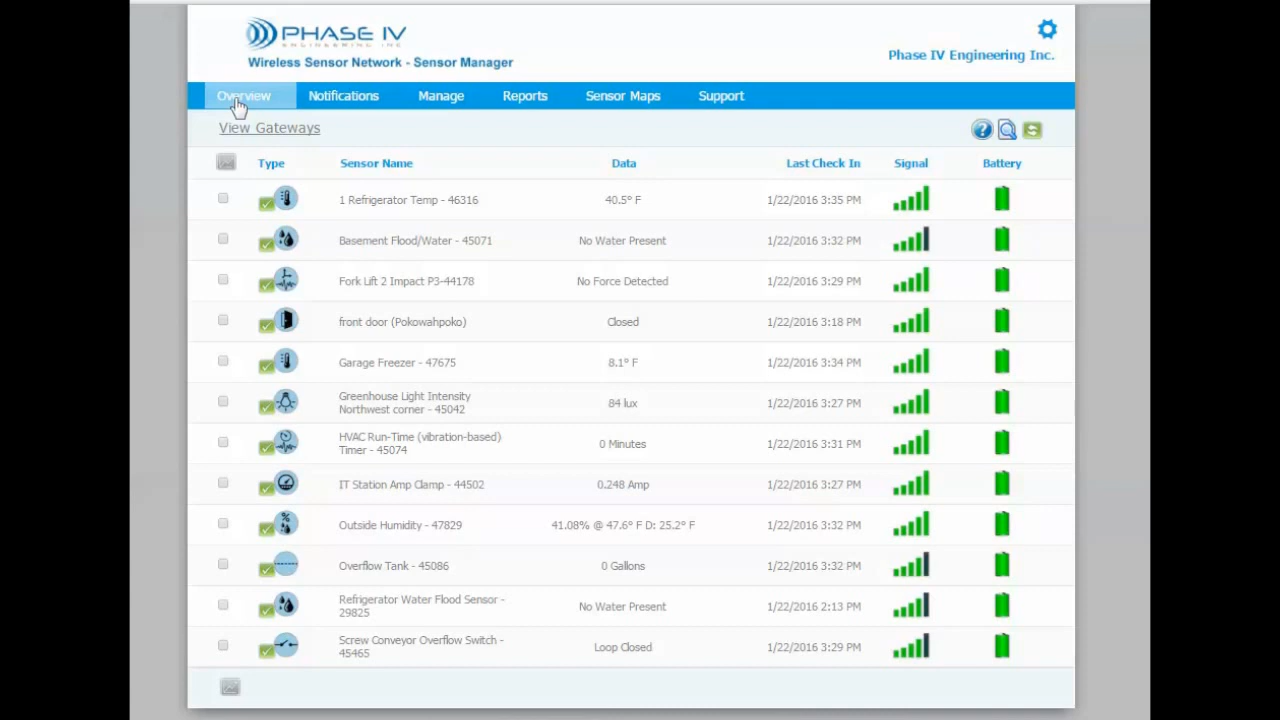 PHASE IV
ENGINEERING INC
Wireless Sensor Network - Sensor Manager
Phase IV Engineering Inc.
Overview Notifications Manage Reports Sensor Maps Support
View Gateways
Type Sensor Name Data Last Check In Signal Battery
1 Refrigerator Temp - 46316 40.5° F 1/22/2016 3:35 PM
Basement Flood/Water - 45071 No Water Present 1/22/2016 3:32 PM
Fork Lift 2 Impact P3-44178 No Force Detected 1/22/2016 3:29 PM
front door (Pokowahpoko) Closed 1/22/2016 3:18 PM
Garage Freezer - 47675 8.1° F 1/22/2016 3:34 PM
Greenhouse Light Intensity
Northwest corner - 45042 84 lux 1/22/2016 3:27 PM
HVAC Run-Time (vibration-based)
Timer - 45074 0 Minutes 1/22/2016 3:31 PM
IT Station Amp Clamp - 44502 0.248 Amp 1/22/2016 3:27 PM
Outside Humidity - 47829 41.08% @ 47.6° F D: 25.2° F 1/22/2016 3:32 PM
Overflow Tank - 45086 0 Gallons 1/22/2016 3:32 PM
Refrigerator Water Flood Sensor -
29825 No Water Present 1/22/2016 2:13 PM
Screw Conveyor Overflow Switch -
45465 Loop Closed 1/22/2016 3:29 PM